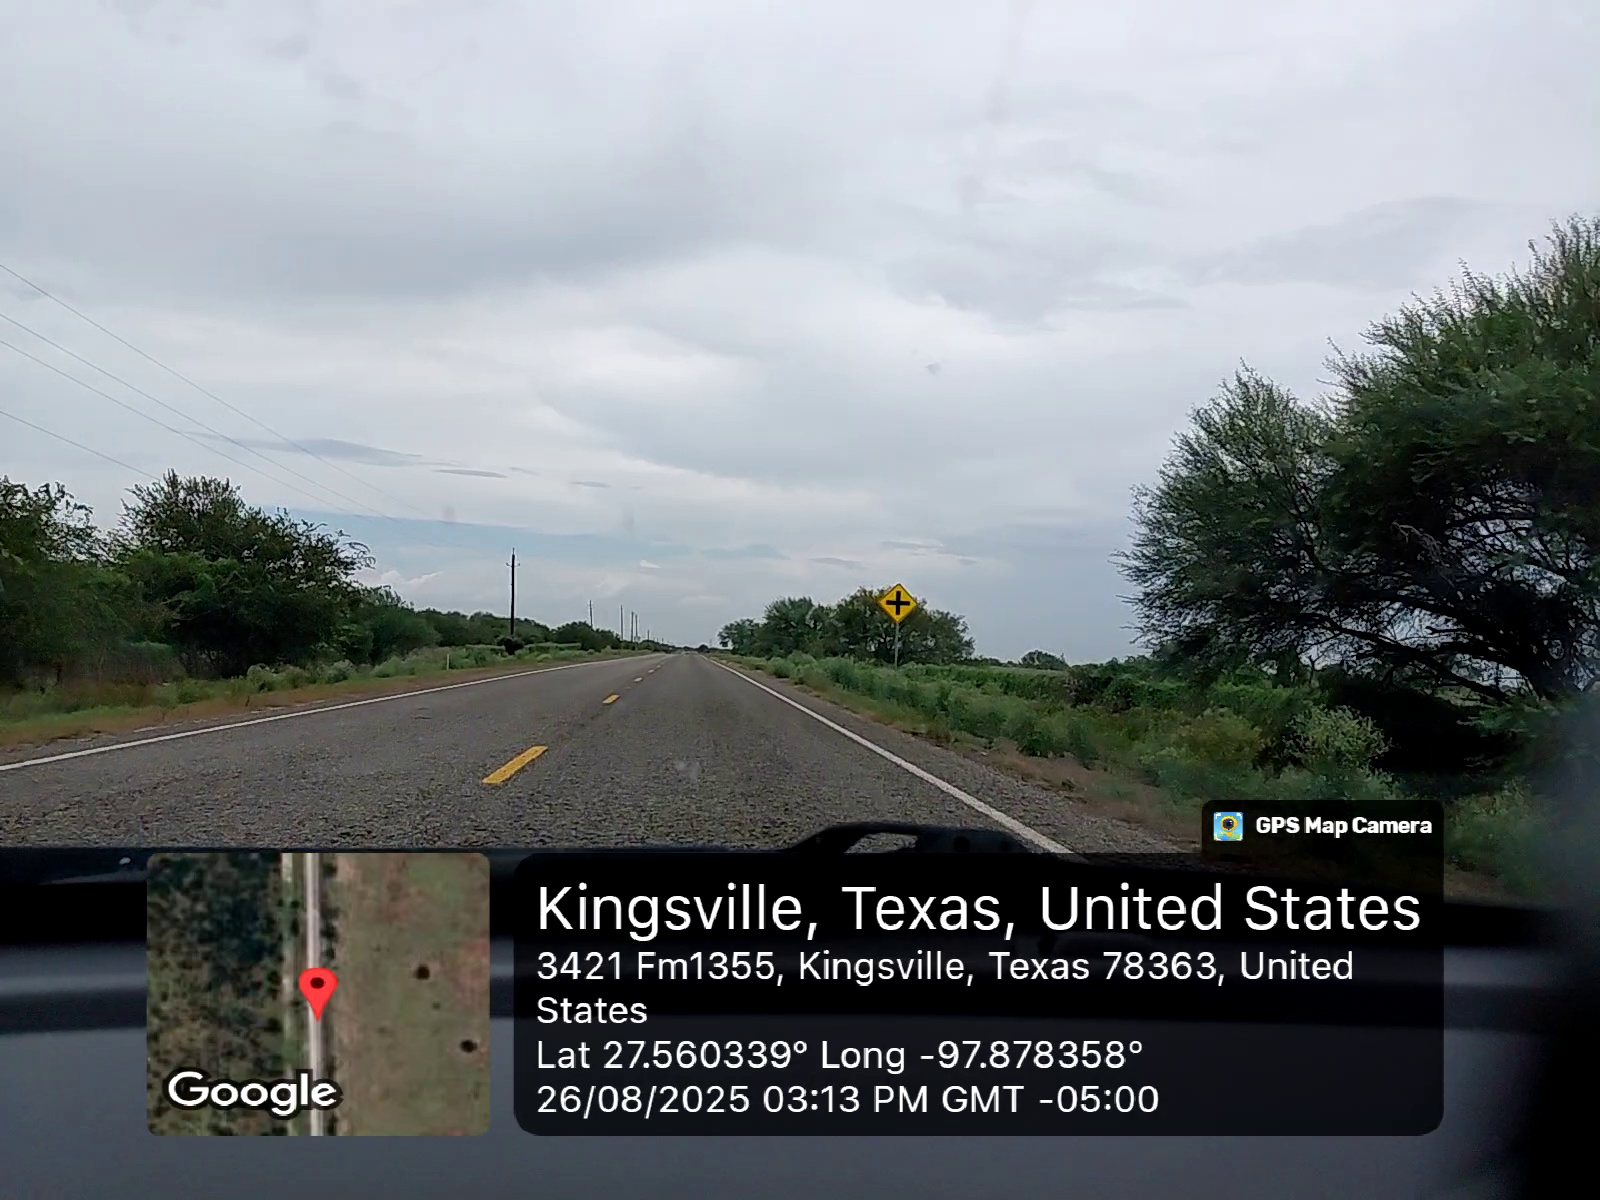 GPS Map Camera
Kingsville, Texas, United States
3421 Fm1355, Kingsville, Texas 78363, United
States
Lat 27.560339° Long -97.878358°
26/08/2025 03:13 PM GMT -05:00
Google